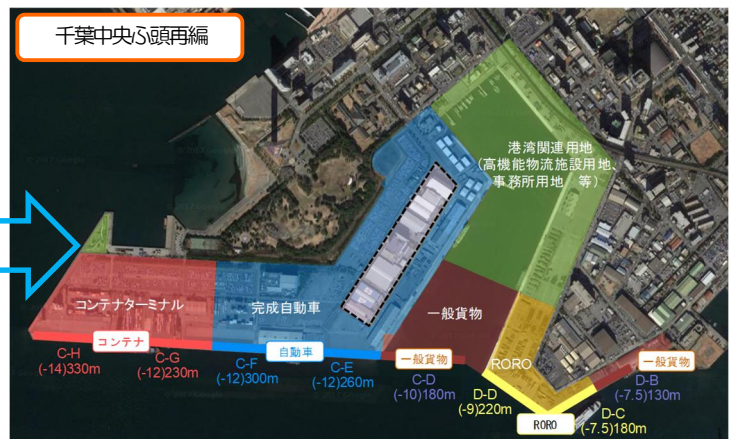 千葉中央ふ頭再編
港湾関連用地
(高機能物流施設用地、
事務所用地 等)
コンテナターミナル
完成自動車
一般貨物
RORO
コンテナ
自動車
一般貨物
一般貨物
RORO
C-H
(-14)330m
C-G
(-12)230m
C-F
(-12)300m
C-E
(-12)260m
C-D
(-10)180m
D-D
(-9)220m
D-C
(-7.5)180m
D-B
(-7.5)130m